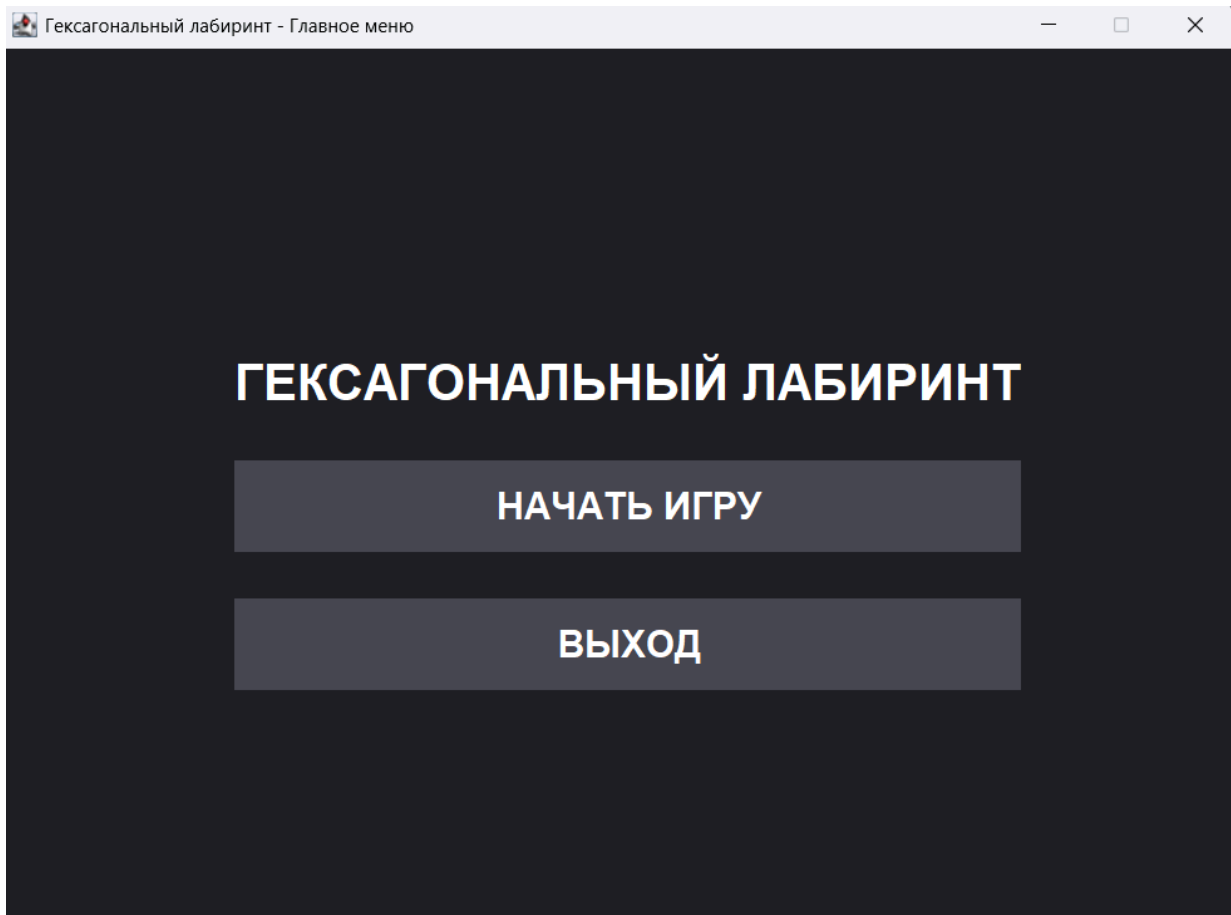 Гексагональный лабиринт - Главное меню
ГЕКСАГОНАЛЬНЫЙ ЛАБИРИНТ
НАЧАТЬ ИГРУ
ВЫХОД